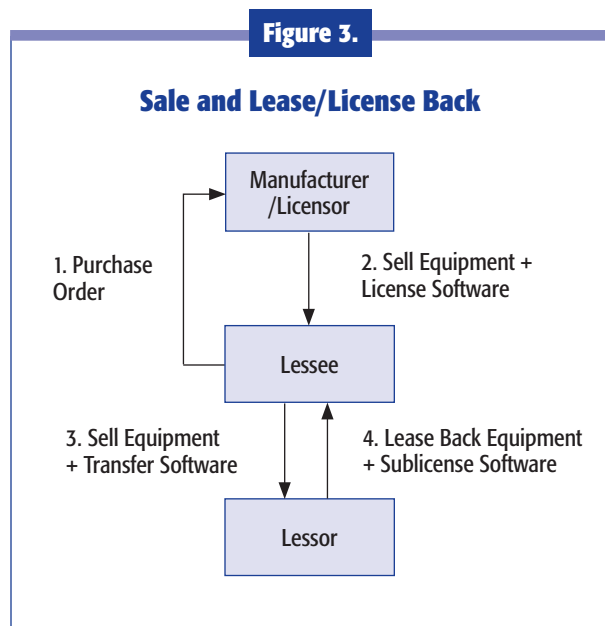 Figure 3.
Sale and Lease/License Back
Manufacturer
/Licensor
1. Purchase
Order
2. Sell Equipment +
License Software
Lessee
3. Sell Equipment
+ Transfer Software
4. Lease Back Equipment
+ Sublicense Software
Lessor